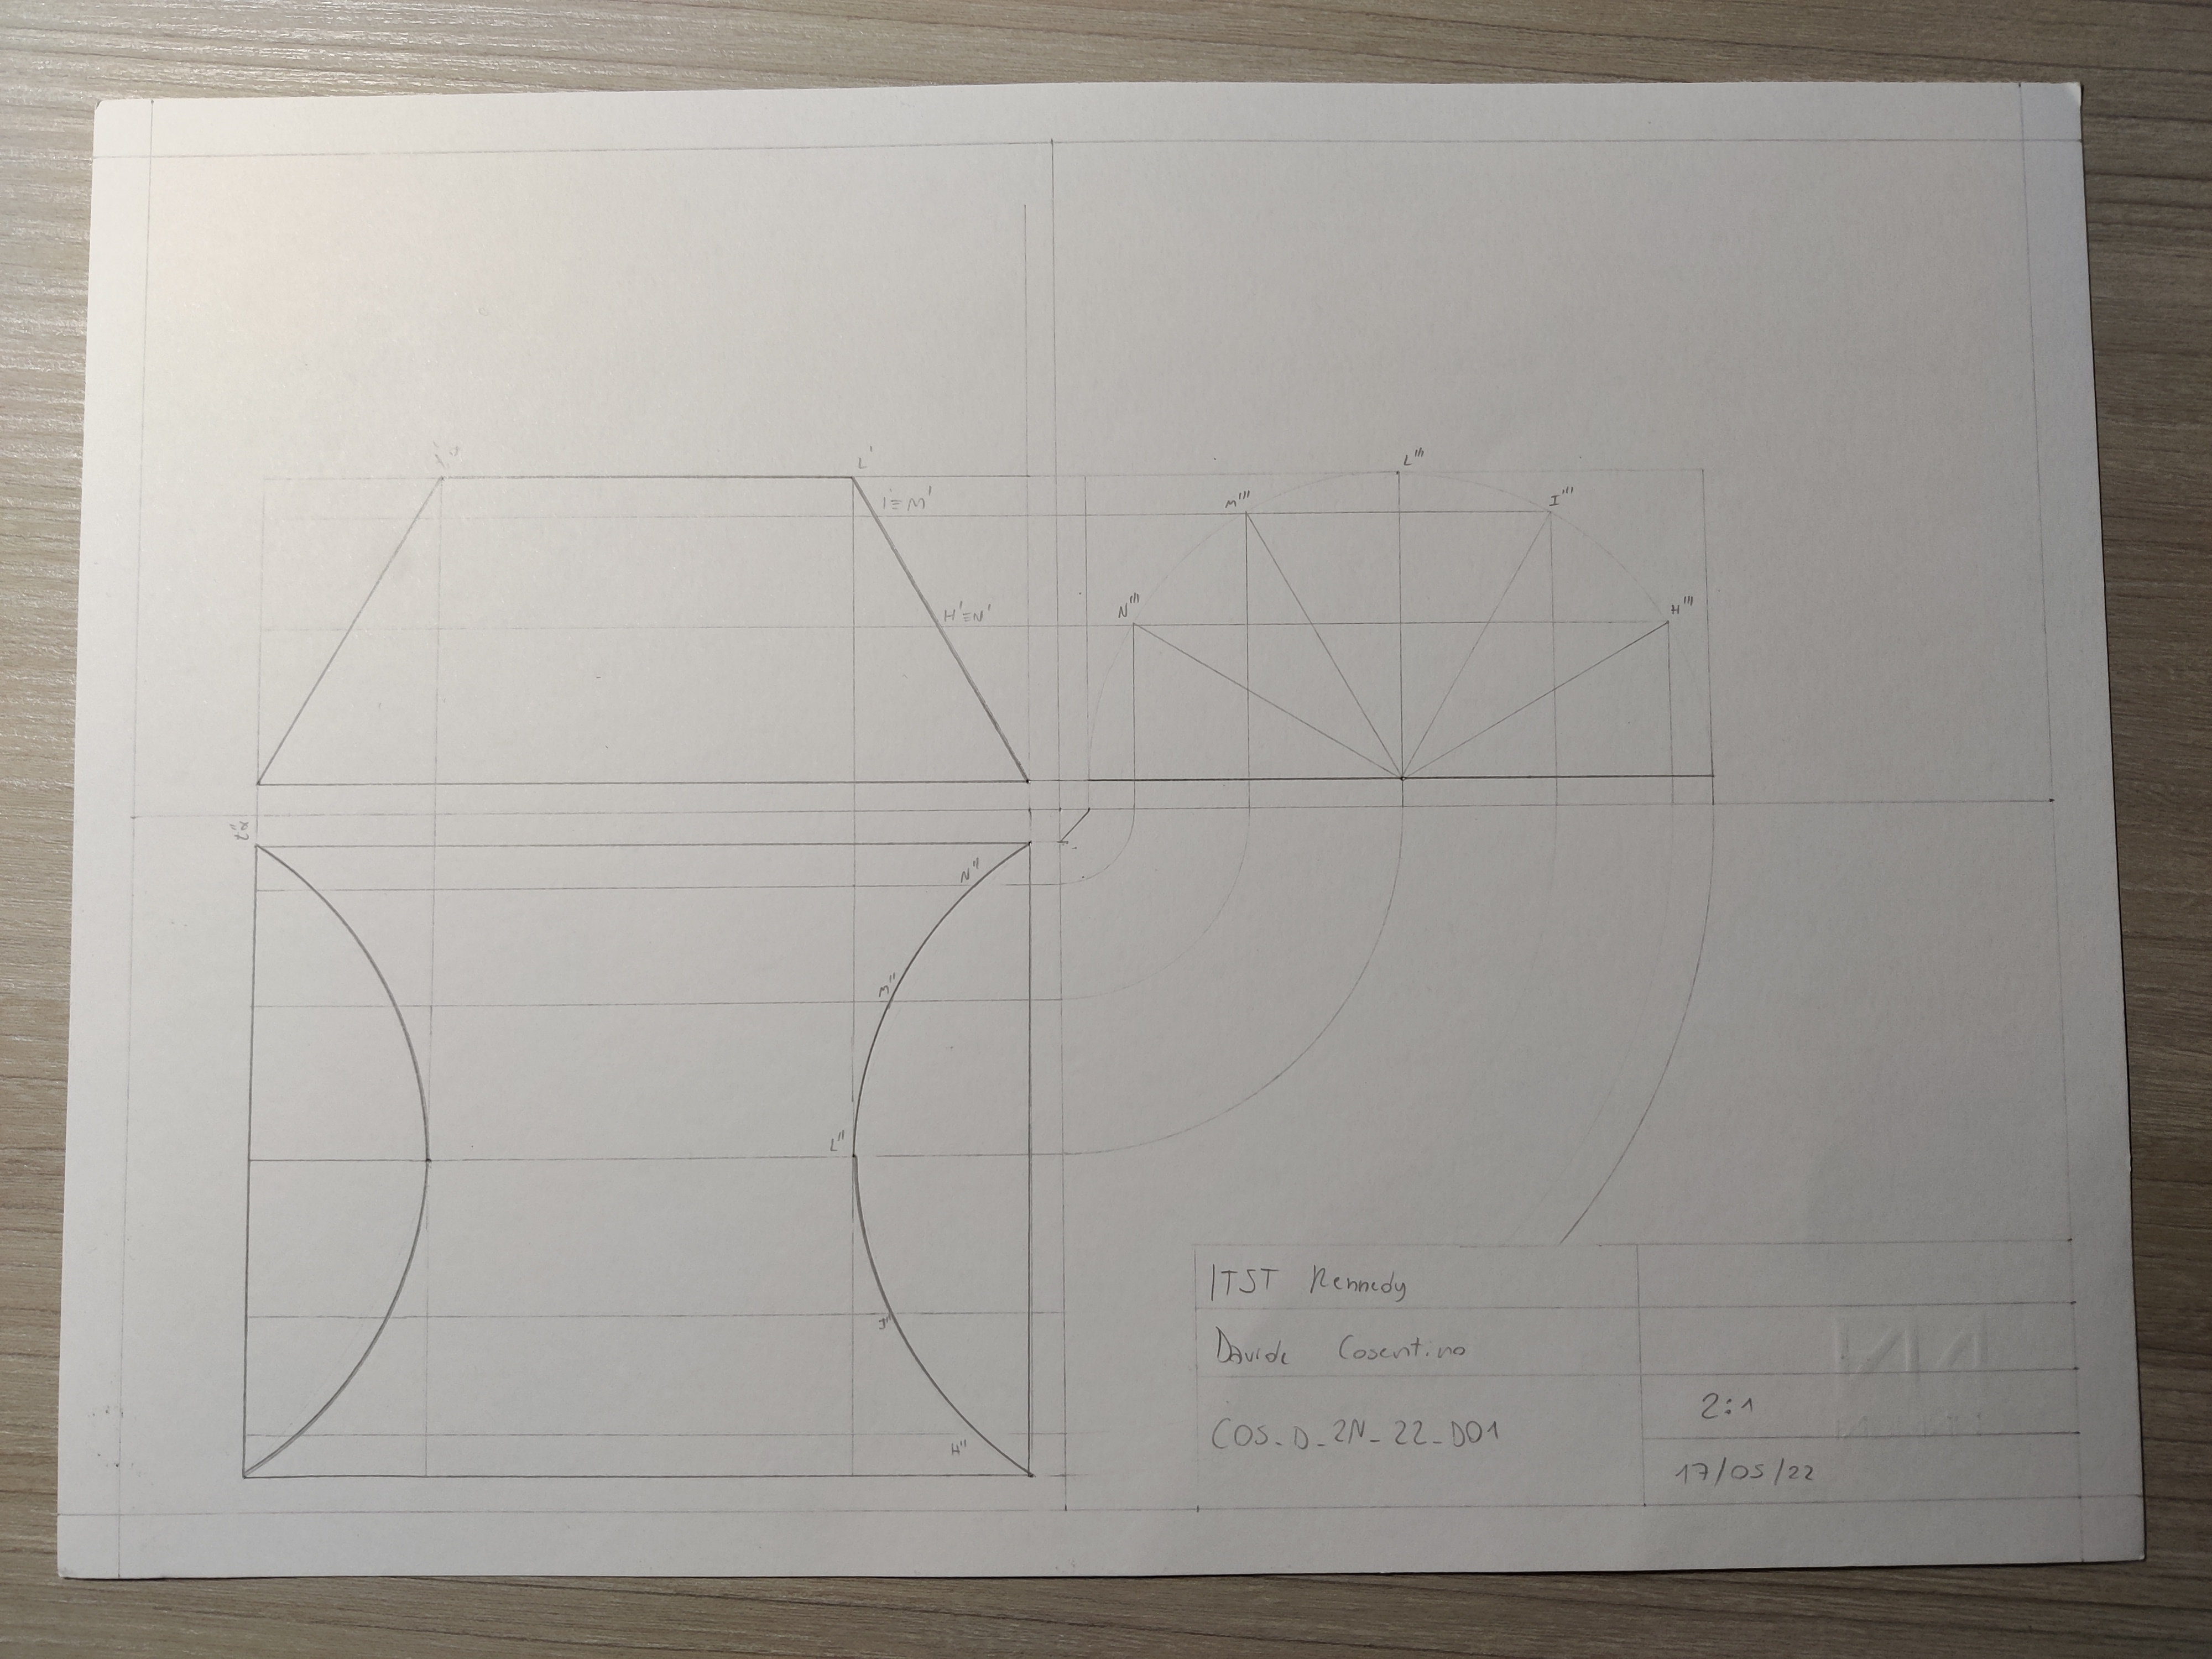 L'
I'≡M'
H'≡N'
L'''
M'''
I'''
N'''
H'''
N''
M''
L''
I''
H''
ITST Kennedy
Davide Cosentino
COS_D_2N_22_D01
2:1
17/05/22